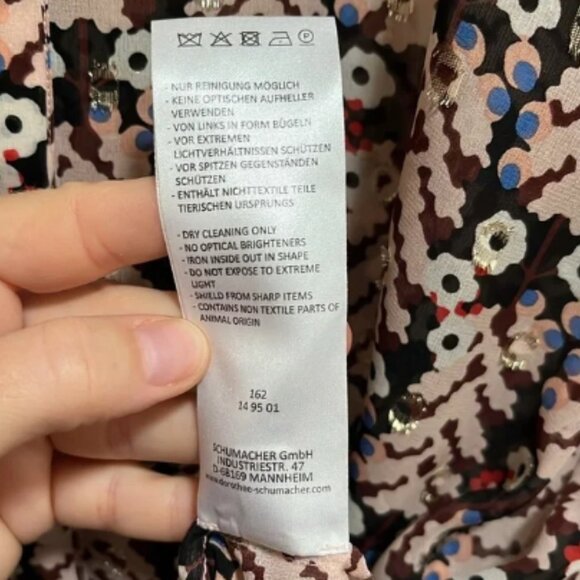 - NUR REINIGUNG MÖGLICH
- KEINE OPTISCHEN AUFHELLER
VERWENDEN
- VON LINKS IN FORM BÜGELN
- VOR EXTREMEN
LICHTVERHÄLTNISSEN SCHÜTZEN
- VOR SPITZEN GEGENSTÄNDEN
SCHÜTZEN
- ENTHÄLT NICHTTEXTILE TEILE
TIERISCHEN URSPRUNGS
- DRY CLEANING ONLY
- NO OPTICAL BRIGHTENERS
- IRON INSIDE OUT IN SHAPE
- DO NOT EXPOSE TO EXTREME
LIGHT
- SHIELD FROM SHARP ITEMS
- CONTAINS NON TEXTILE PARTS OF
ANIMAL ORIGIN
162
14 95 01
SCHUMACHER GmbH
INDUSTRIESTR. 47
D-68169 MANNHEIM
www.dorothee-schumacher.com